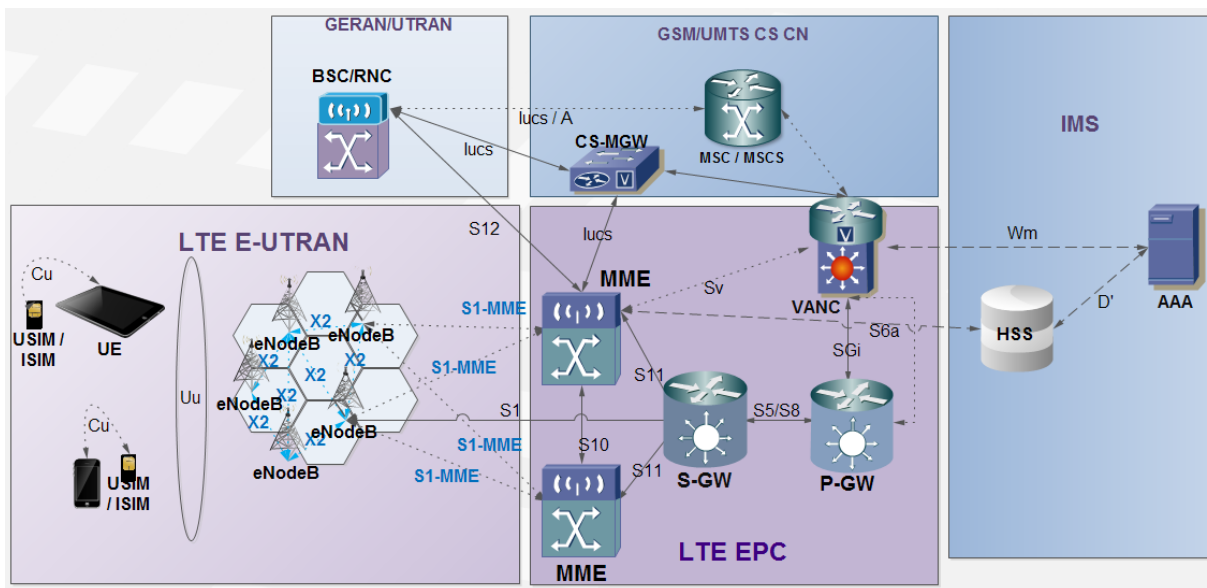 GERAN/UTRAN
GSM/UMTS CS CN
IMS
BSC/RNC
Iucs / A
MSC / MSCS
Iucs
CS-MGW
S12
Iucs
LTE E-UTRAN
MME
Sv
VANC
Wm
AAA
D'
HSS
S6a
SGi
Cu
USIM /
ISIM
UE
Uu
X2
eNodeB
eNodeB
X2
X2
X2
X2
eNodeB
X2
X2
eNodeB
eNodeB
S1-MME
S1-MME
S1
S1-MME
S1-MME
S11
S10
S11
S5/S8
S-GW
P-GW
Cu
USIM
/ ISIM
MME
LTE EPC
V
V